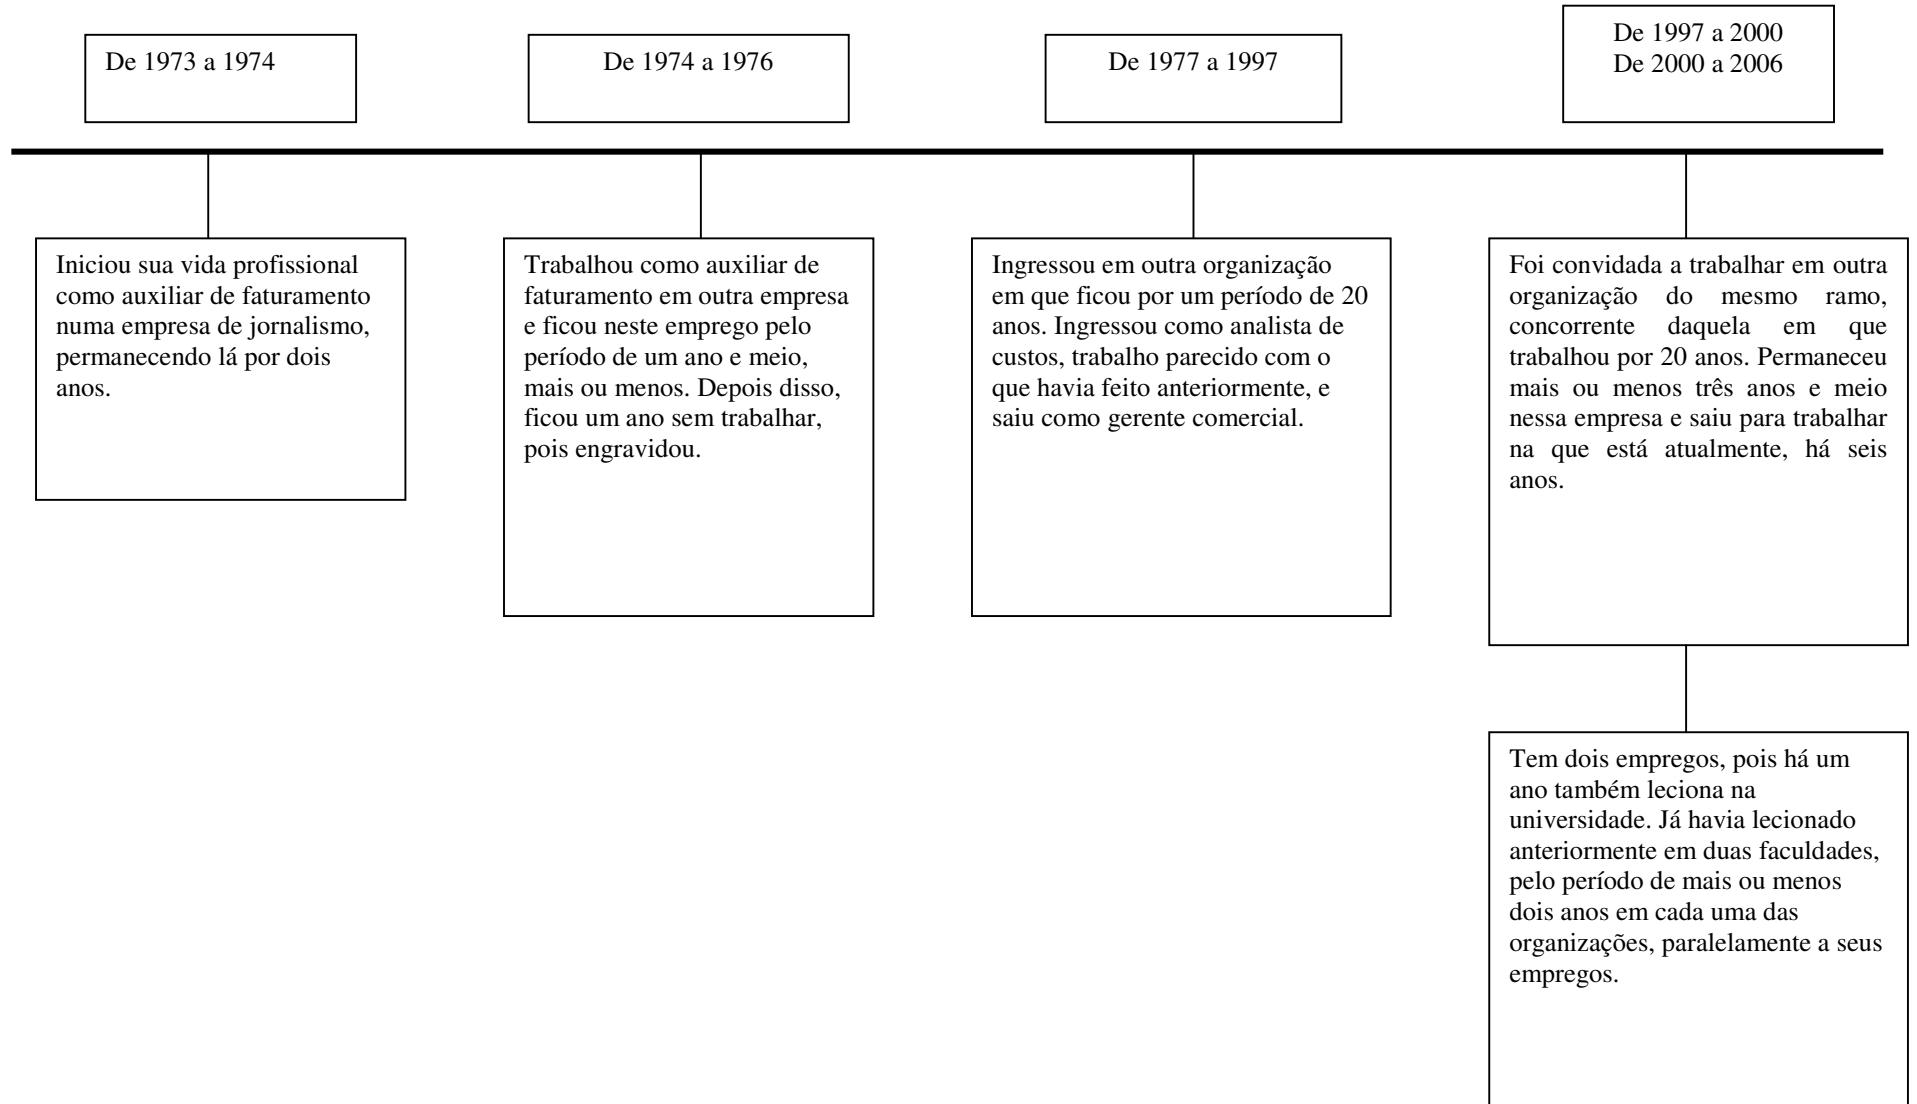 De 1973 a 1974
De 1974 a 1976
De 1977 a 1997
De 1997 a 2000
De 2000 a 2006
Iniciou sua vida profissional
como auxiliar de faturamento
numa empresa de jornalismo,
permanecendo lá por dois
anos.
Trabalhou como auxiliar de
faturamento em outra empresa
e ficou neste emprego pelo
período de um ano e meio,
mais ou menos. Depois disso,
ficou um ano sem trabalhar,
pois engravidou.
Ingressou em outra organização
em que ficou por um período de 20
anos. Ingressou como analista de
custos, trabalho parecido com o
que havia feito anteriormente, e
saiu como gerente comercial.
Foi convidada a trabalhar em outra
organização do mesmo ramo,
concorrente daquela em que
trabalhou por 20 anos. Permaneceu
mais ou menos três anos e meio
nessa empresa e saiu para trabalhar
na que está atualmente, há seis
anos.
Tem dois empregos, pois há um
ano também leciona na
universidade. Já havia lecionado
anteriormente em duas faculdades,
pelo período de mais ou menos
dois anos em cada uma das
organizações, paralelamente a seus
empregos.